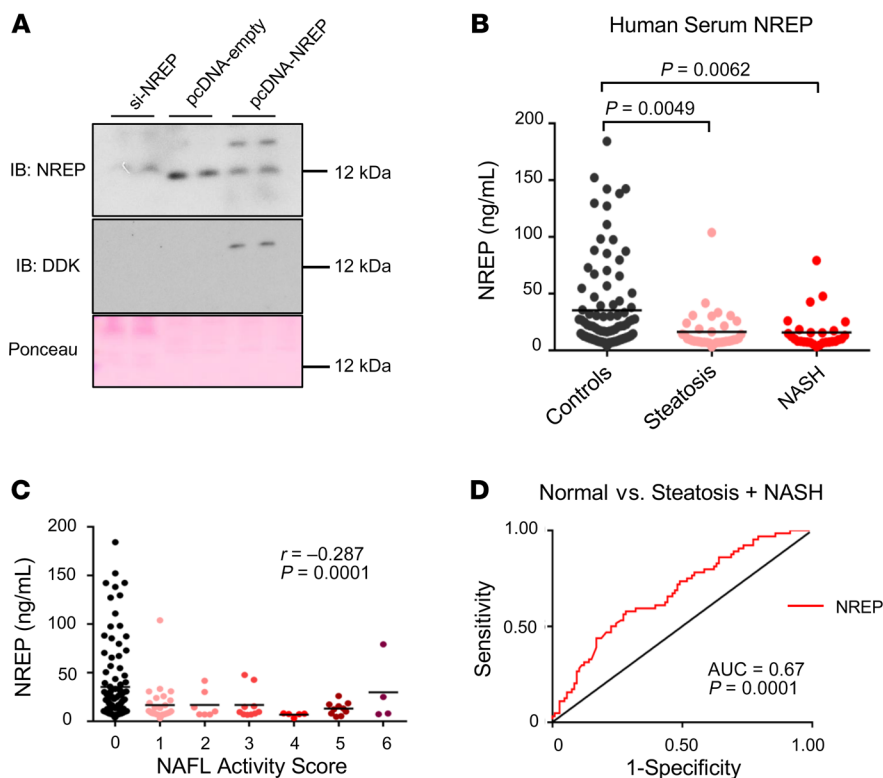 A
si-NREP
pcDNA-empty
pcDNA-NREP
IB: NREP
12 kDa
IB: DDK
12 kDa
Ponceau
12 kDa
B
Human Serum NREP
P = 0.0062
P = 0.0049
NREP (ng/mL)
200
150
100
50
0
Controls
Steatosis
NASH
C
NREP (ng/mL)
200
150
100
50
0
r = –0.287
P = 0.0001
0 1 2 3 4 5 6
NAFL Activity Score
D
Normal vs. Steatosis + NASH
Sensitivity
1.00
0.50
0
NREP
AUC = 0.67
P = 0.0001
0 0.50 1.00
1-Specificity